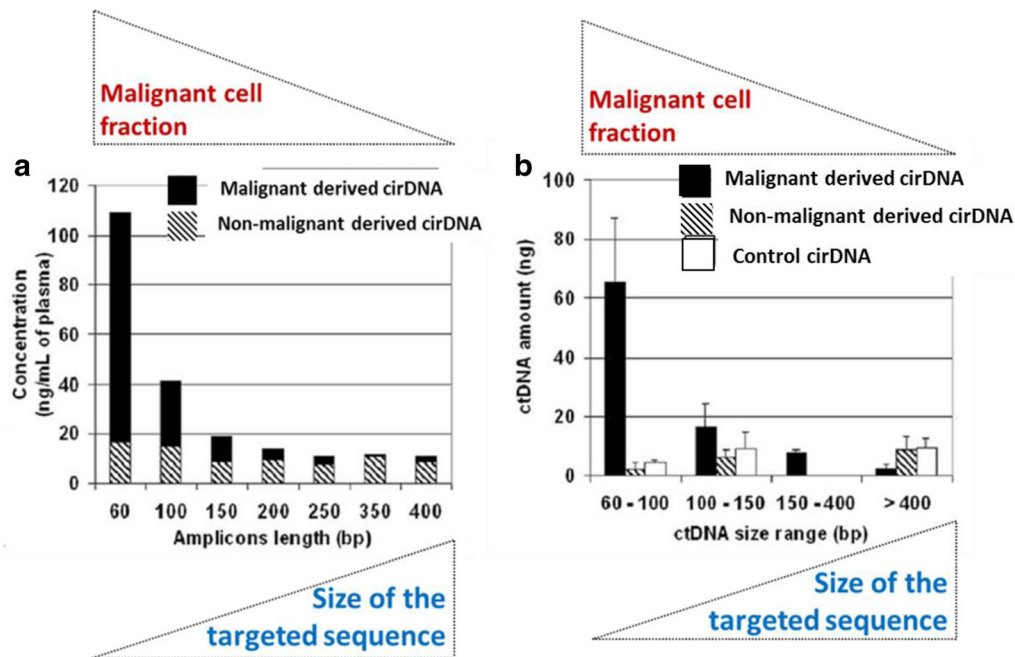 Malignant cell
fraction
Malignant cell
fraction
a
120
100
80
60
40
20
0
Concentration
(ng/mL of plasma)
Malignant derived cirDNA
Non-malignant derived cirDNA
60 100 150 200 250 350 400
Amplicons length (bp)
Size of the
targeted sequence
b
100
80
60
40
20
0
ctDNA amount (ng)
Malignant derived cirDNA
Non-malignant derived cirDNA
Control cirDNA
60 - 100 100 - 150 150 - 400 > 400
ctDNA size range (bp)
Size of the
targeted sequence